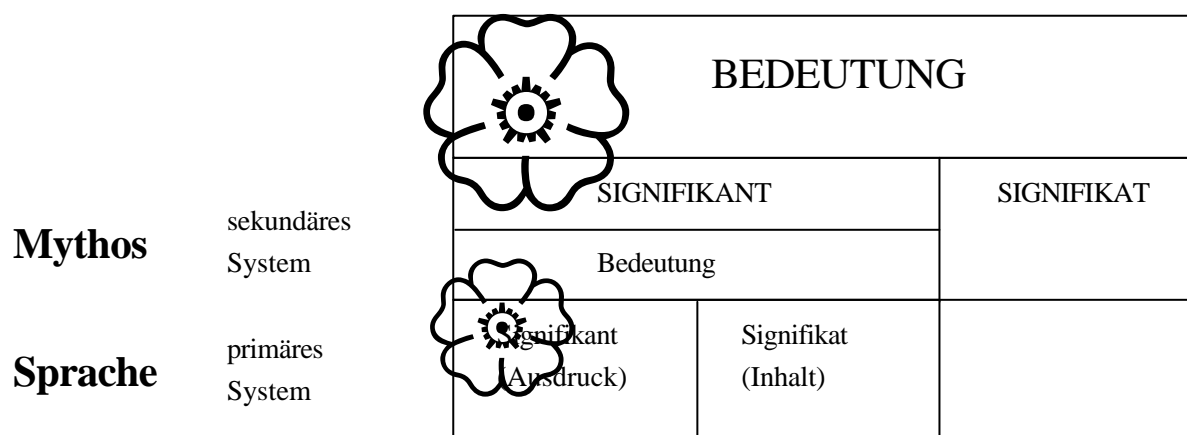 BEDEUTUNG
SIGNIFIKANT SIGNIFIKAT
sekundäres
Mythos
System
Bedeutung
Signifikant
(Ausdruck)
Signifikat
(Inhalt)
primäres
Sprache
System